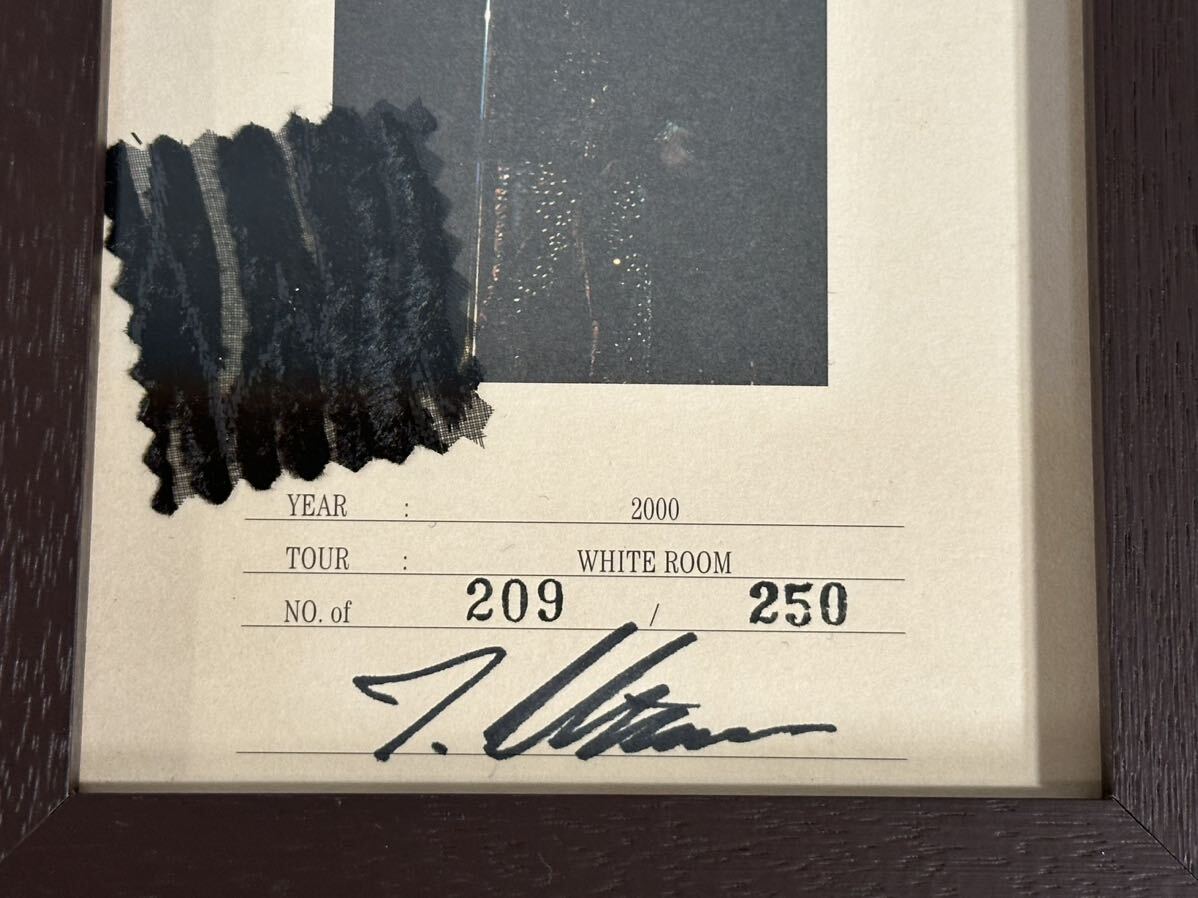 YEAR : 2000
TOUR : WHITE ROOM
NO. of 209 / 250